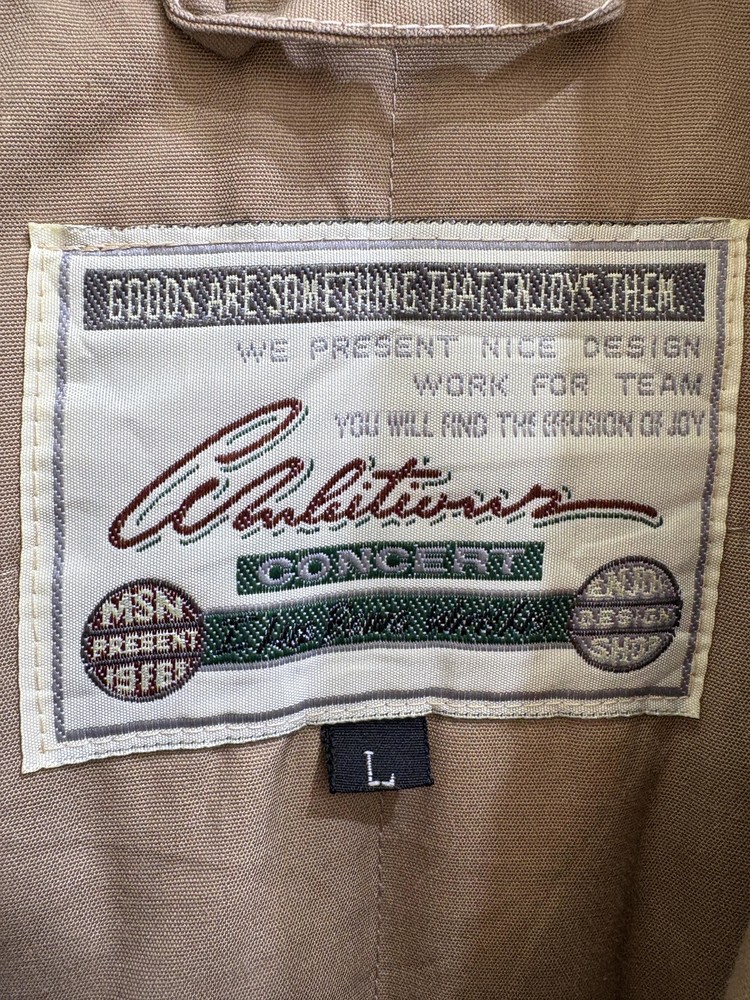 GOODS ARE SOMETHING THAT ENJOYS THEM.
WE PRESENT NICE DESIGN
WORK FOR TEAM
YOU WILL FIND THE EFFUSION OF JOY
Ambitious
CONCERT
MSN
PRESENT
ENJOY
DESIGN
SHOP
L